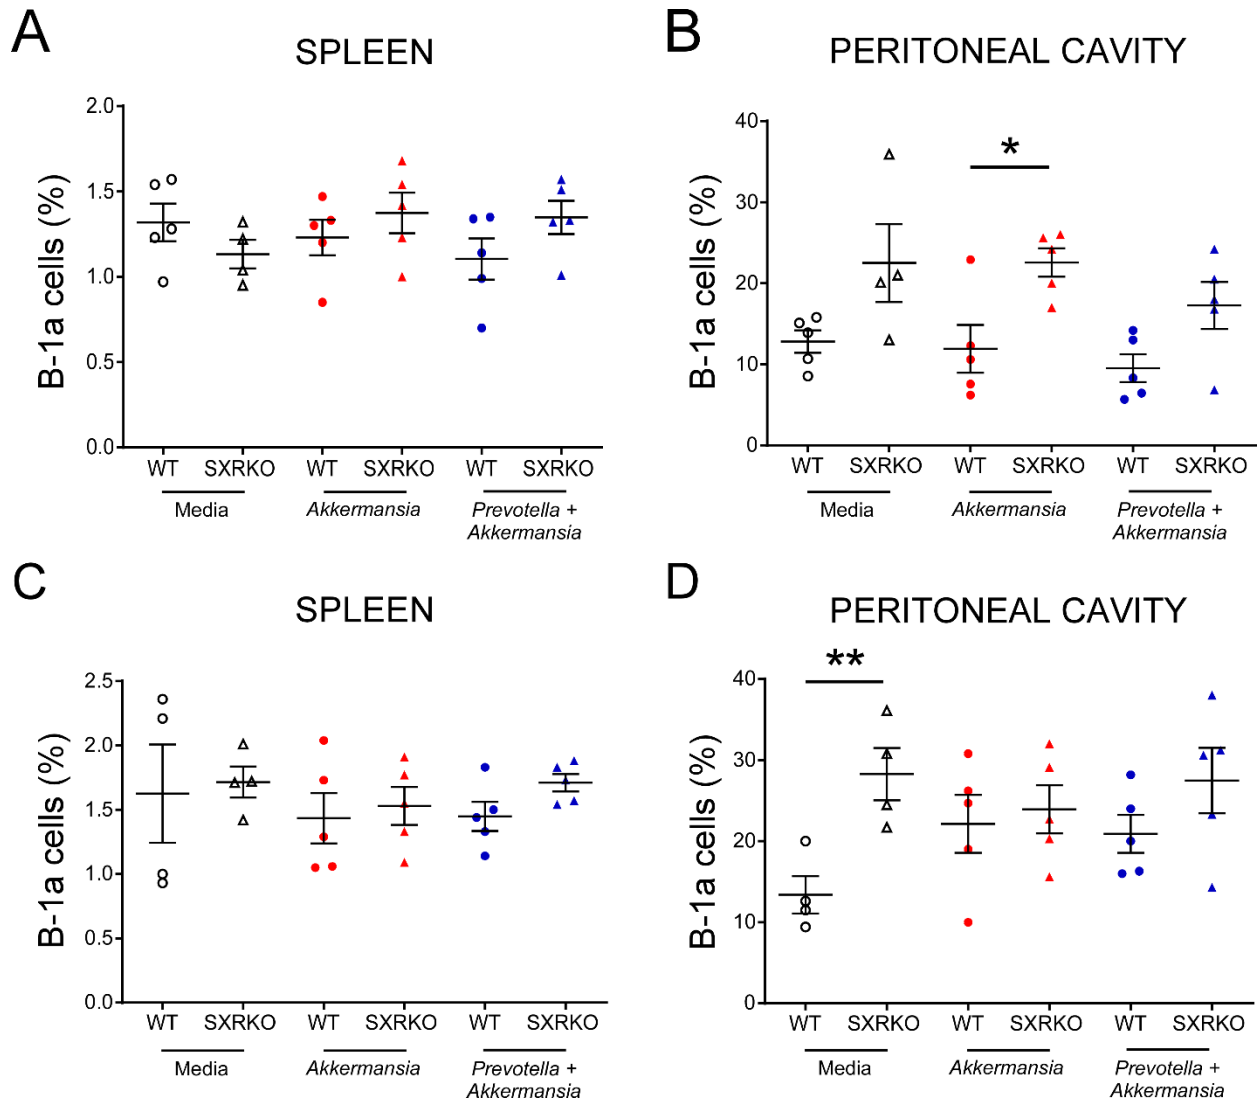 A
SPLEEN
B-1a cells (%)
2.0
1.5
1.0
0.5
0.0
WT SXRKO WT SXRKO WT SXRKO
Media Akkermansia Prevotella +
Akkermansia
B
PERITONEAL CAVITY
B-1a cells (%)
40
30
20
10
0
*
WT SXRKO WT SXRKO WT SXRKO
Media Akkermansia Prevotella +
Akkermansia
C
SPLEEN
B-1a cells (%)
2.5
2.0
1.5
1.0
0.5
0.0
WT SXRKO WT SXRKO WT SXRKO
Media Akkermansia Prevotella +
Akkermansia
D
PERITONEAL CAVITY
B-1a cells (%)
40
30
20
10
0
**
WT SXRKO WT SXRKO WT SXRKO
Media Akkermansia Prevotella +
Akkermansia